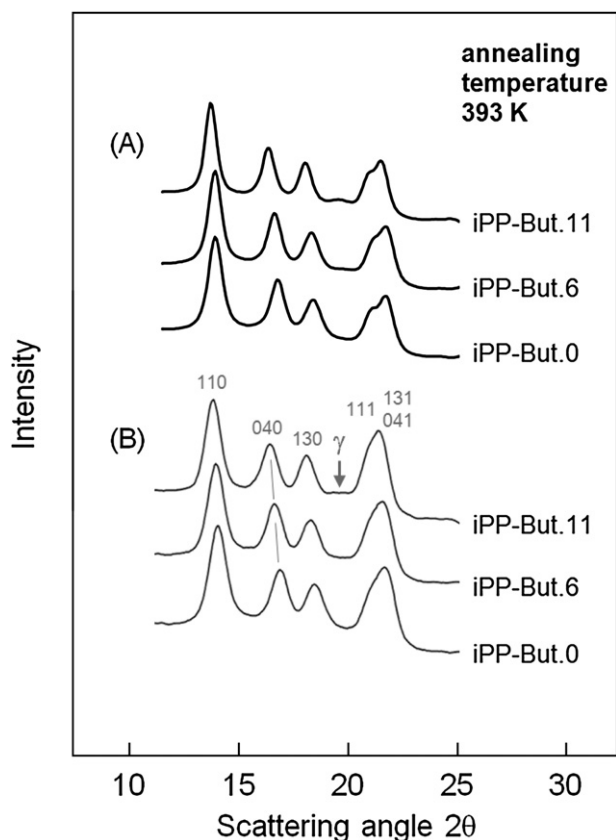 annealing
temperature
393 K
(A)
iPP-But.11
iPP-But.6
iPP-But.0
Intensity
(B)
110
040
130
γ
111
131
041
iPP-But.11
iPP-But.6
iPP-But.0
10 15 20 25 30
Scattering angle 2θ